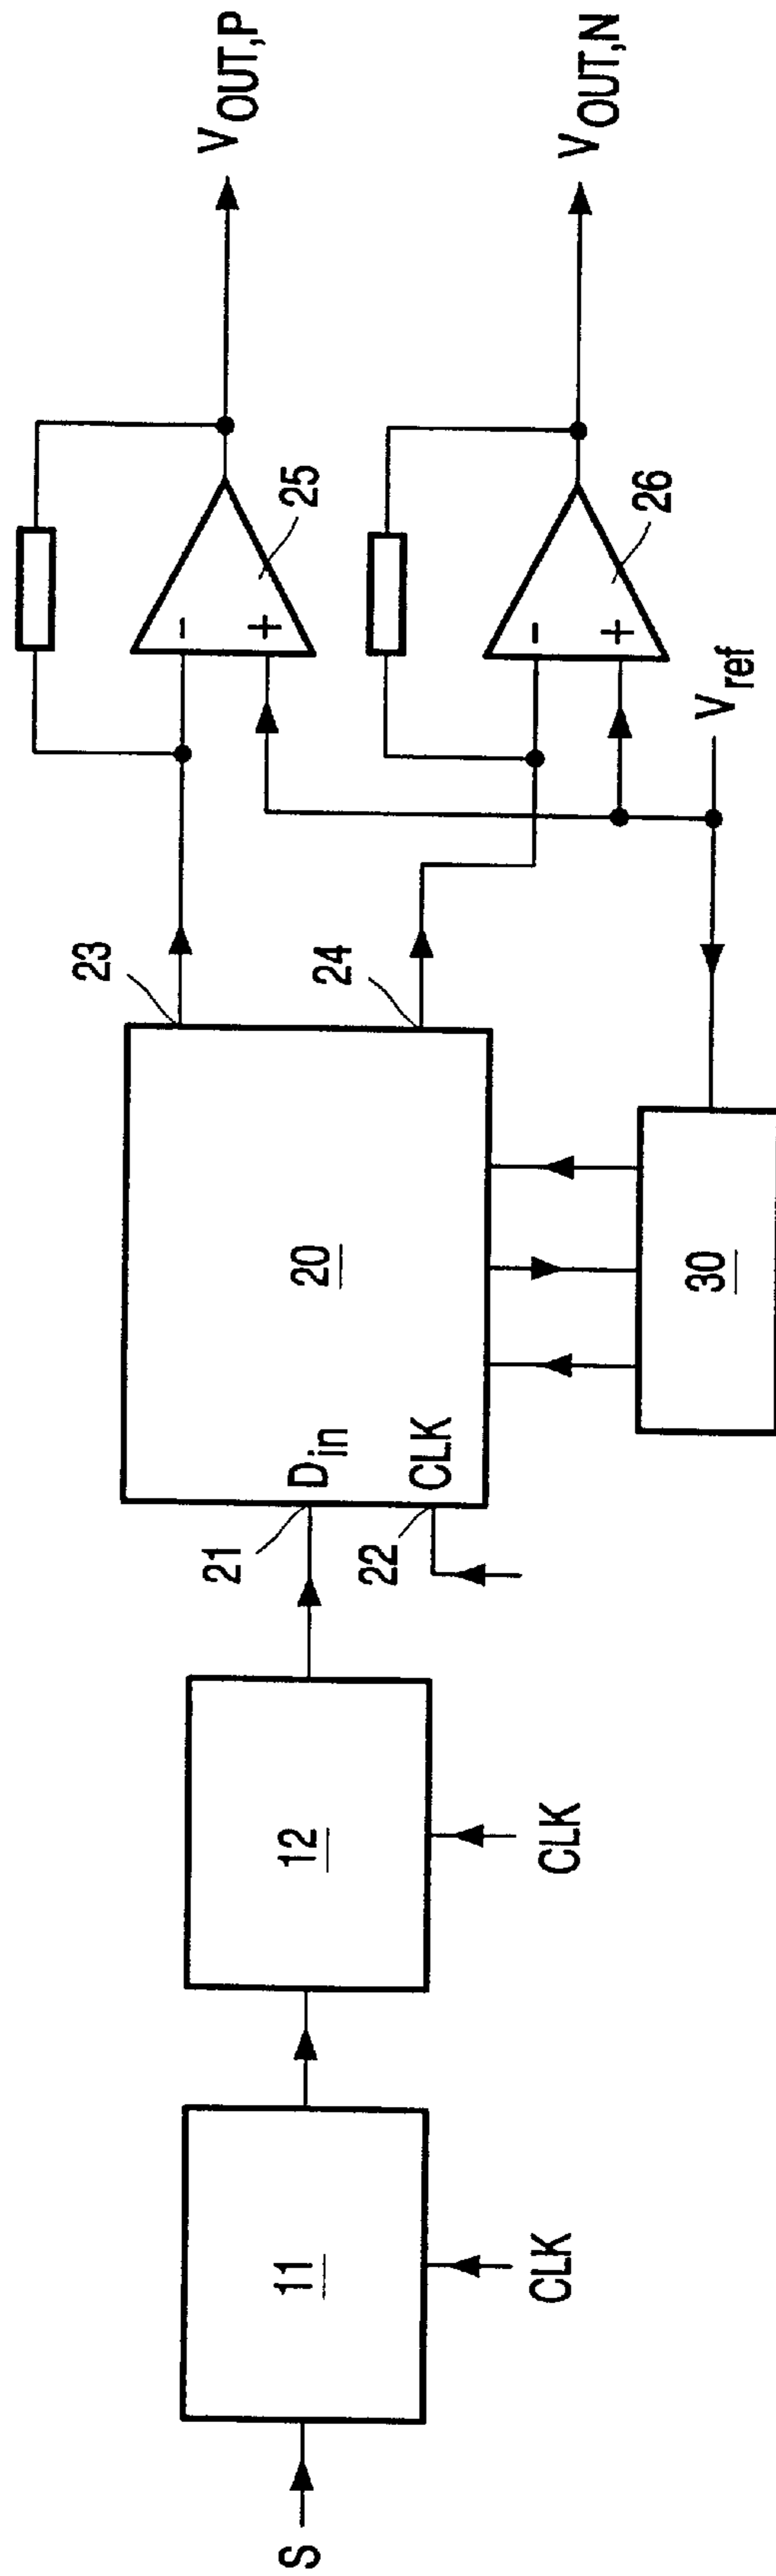 S
11
CLK
12
CLK
21
22
D_in
CLK
20
23
24
30
V_ref
-
+
25
-
+
26
V_OUT,P
V_OUT,N